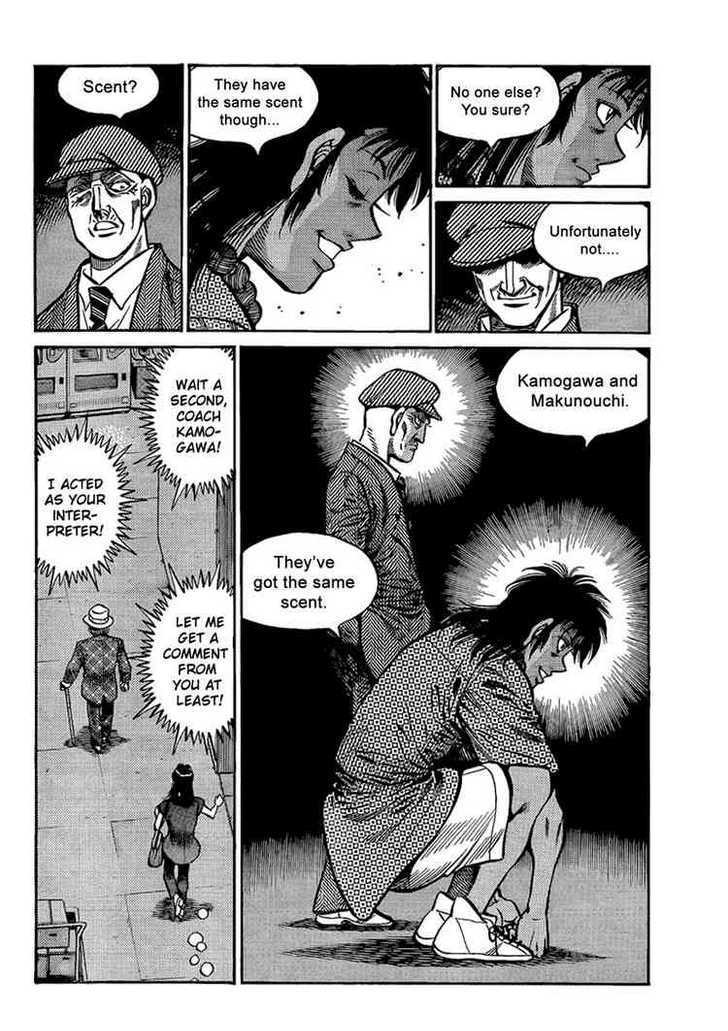 No one else?
You sure?
Unfortunately
not....
They have
the same scent
though...
Scent?
Kamogawa and
Makunouchi.
They've
got the same
scent.
WAIT A
SECOND,
COACH
KAMO-
GAWA!
I ACTED
AS YOUR
INTER-
PRETER!
LET ME
GET A
COMMENT
FROM
YOU AT
LEAST!